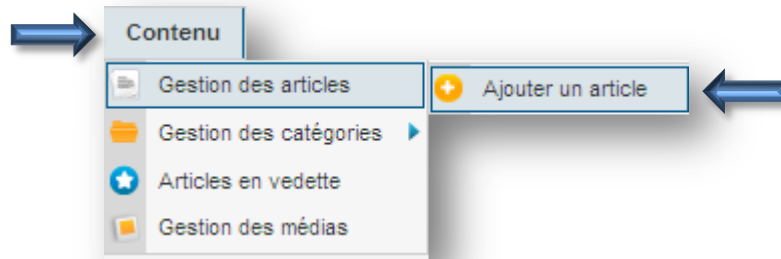 Contenu
Gestion des articles
Ajouter un article
Gestion des catégories
Articles en vedette
Gestion des médias